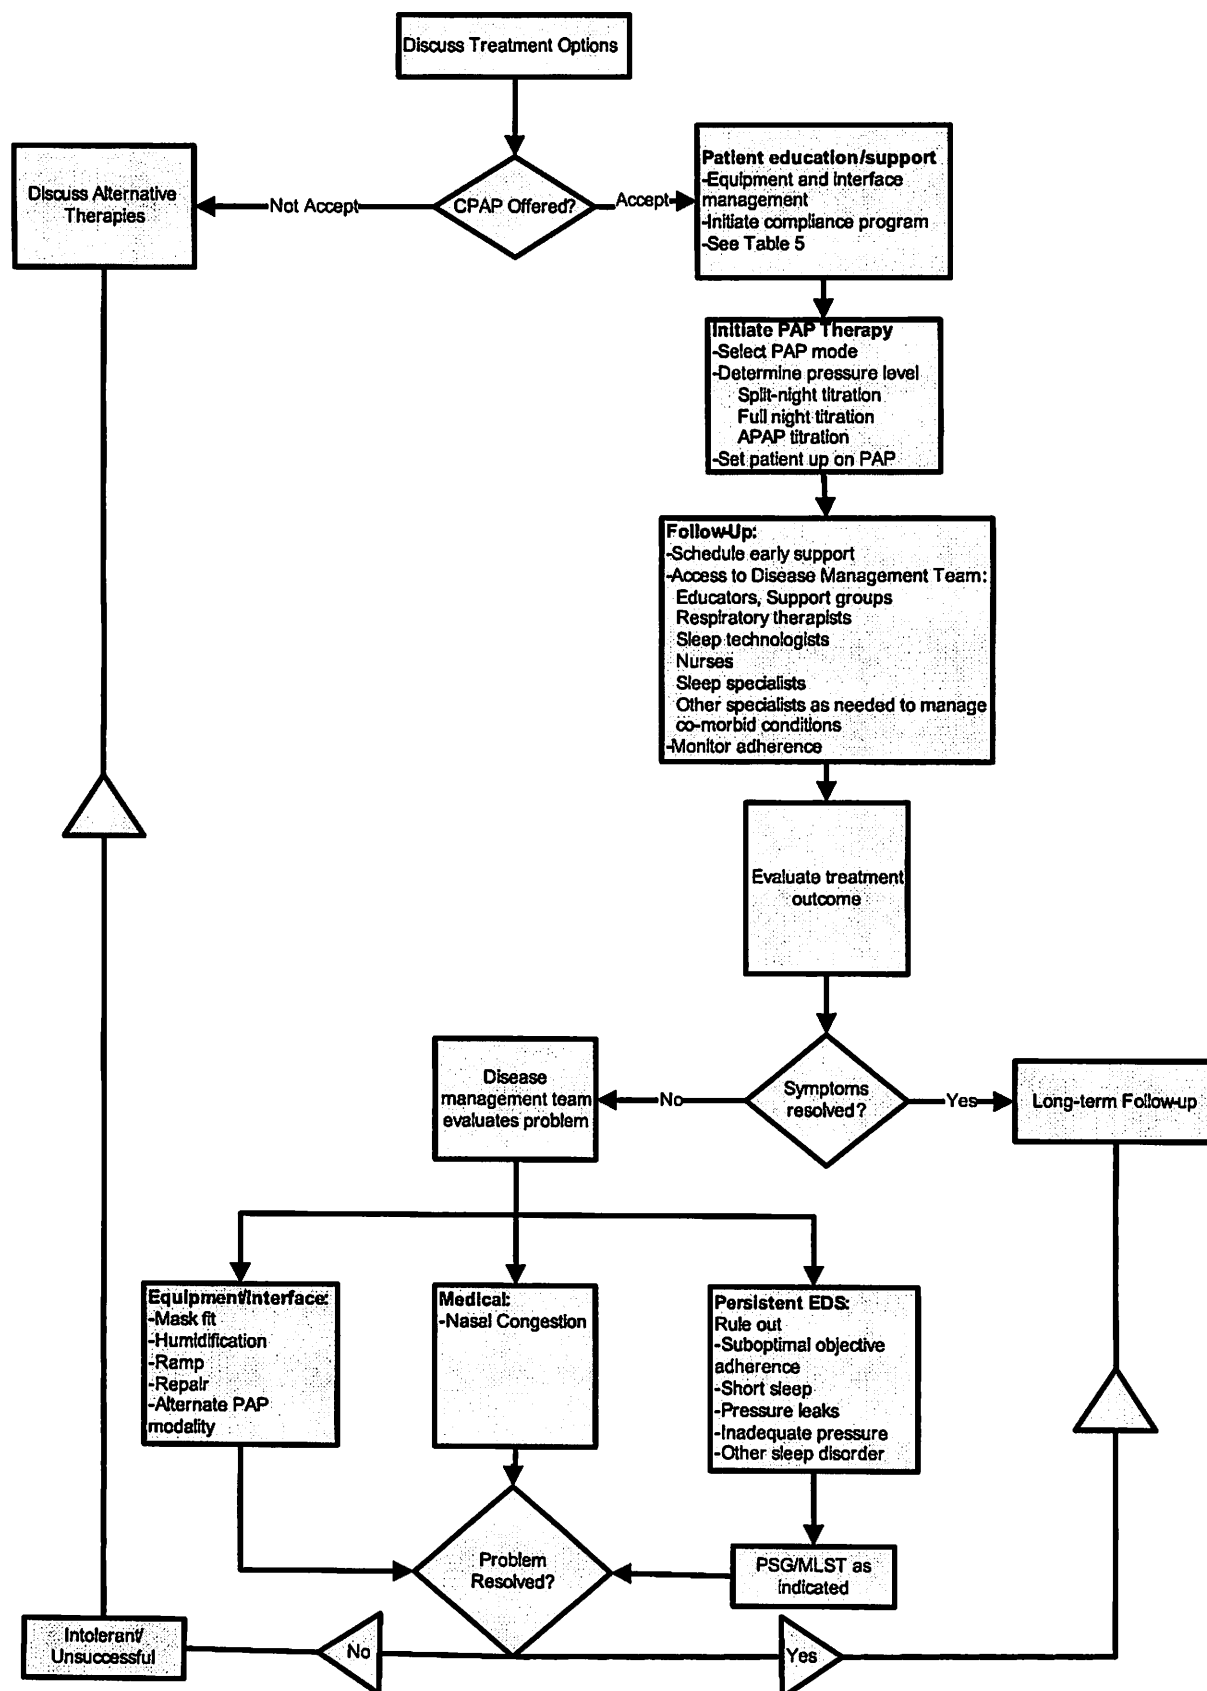 Discuss Treatment Options
CPAP Offered?
Not Accept
Accept
Discuss Alternative
Therapies
Patient education/support
-Equipment and interface
management
-Initiate compliance program
-See Table 5
Initiate PAP Therapy
-Select PAP mode
-Determine pressure level
Split-night titration
Full night titration
APAP titration
-Set patient up on PAP
Follow-Up:
-Schedule early support
-Access to Disease Management Team:
Educators, Support groups
Respiratory therapists
Sleep technologists
Nurses
Sleep specialists
Other specialists as needed to manage
co-morbid conditions
-Monitor adherence
Evaluate treatment
outcome
Symptoms
resolved?
No
Yes
Disease
management team
evaluates problem
Long-term Follow-up
Equipment/Interface:
-Mask fit
-Humidification
-Ramp
-Repair
-Alternate PAP
modality
Medical:
-Nasal Congestion
Persistent EDS:
Rule out
-Suboptimal objective
adherence
-Short sleep
-Pressure leaks
-Inadequate pressure
-Other sleep disorder
Problem
Resolved?
PSG/MLST as
indicated
Intolerant/
Unsuccessful
No
Yes